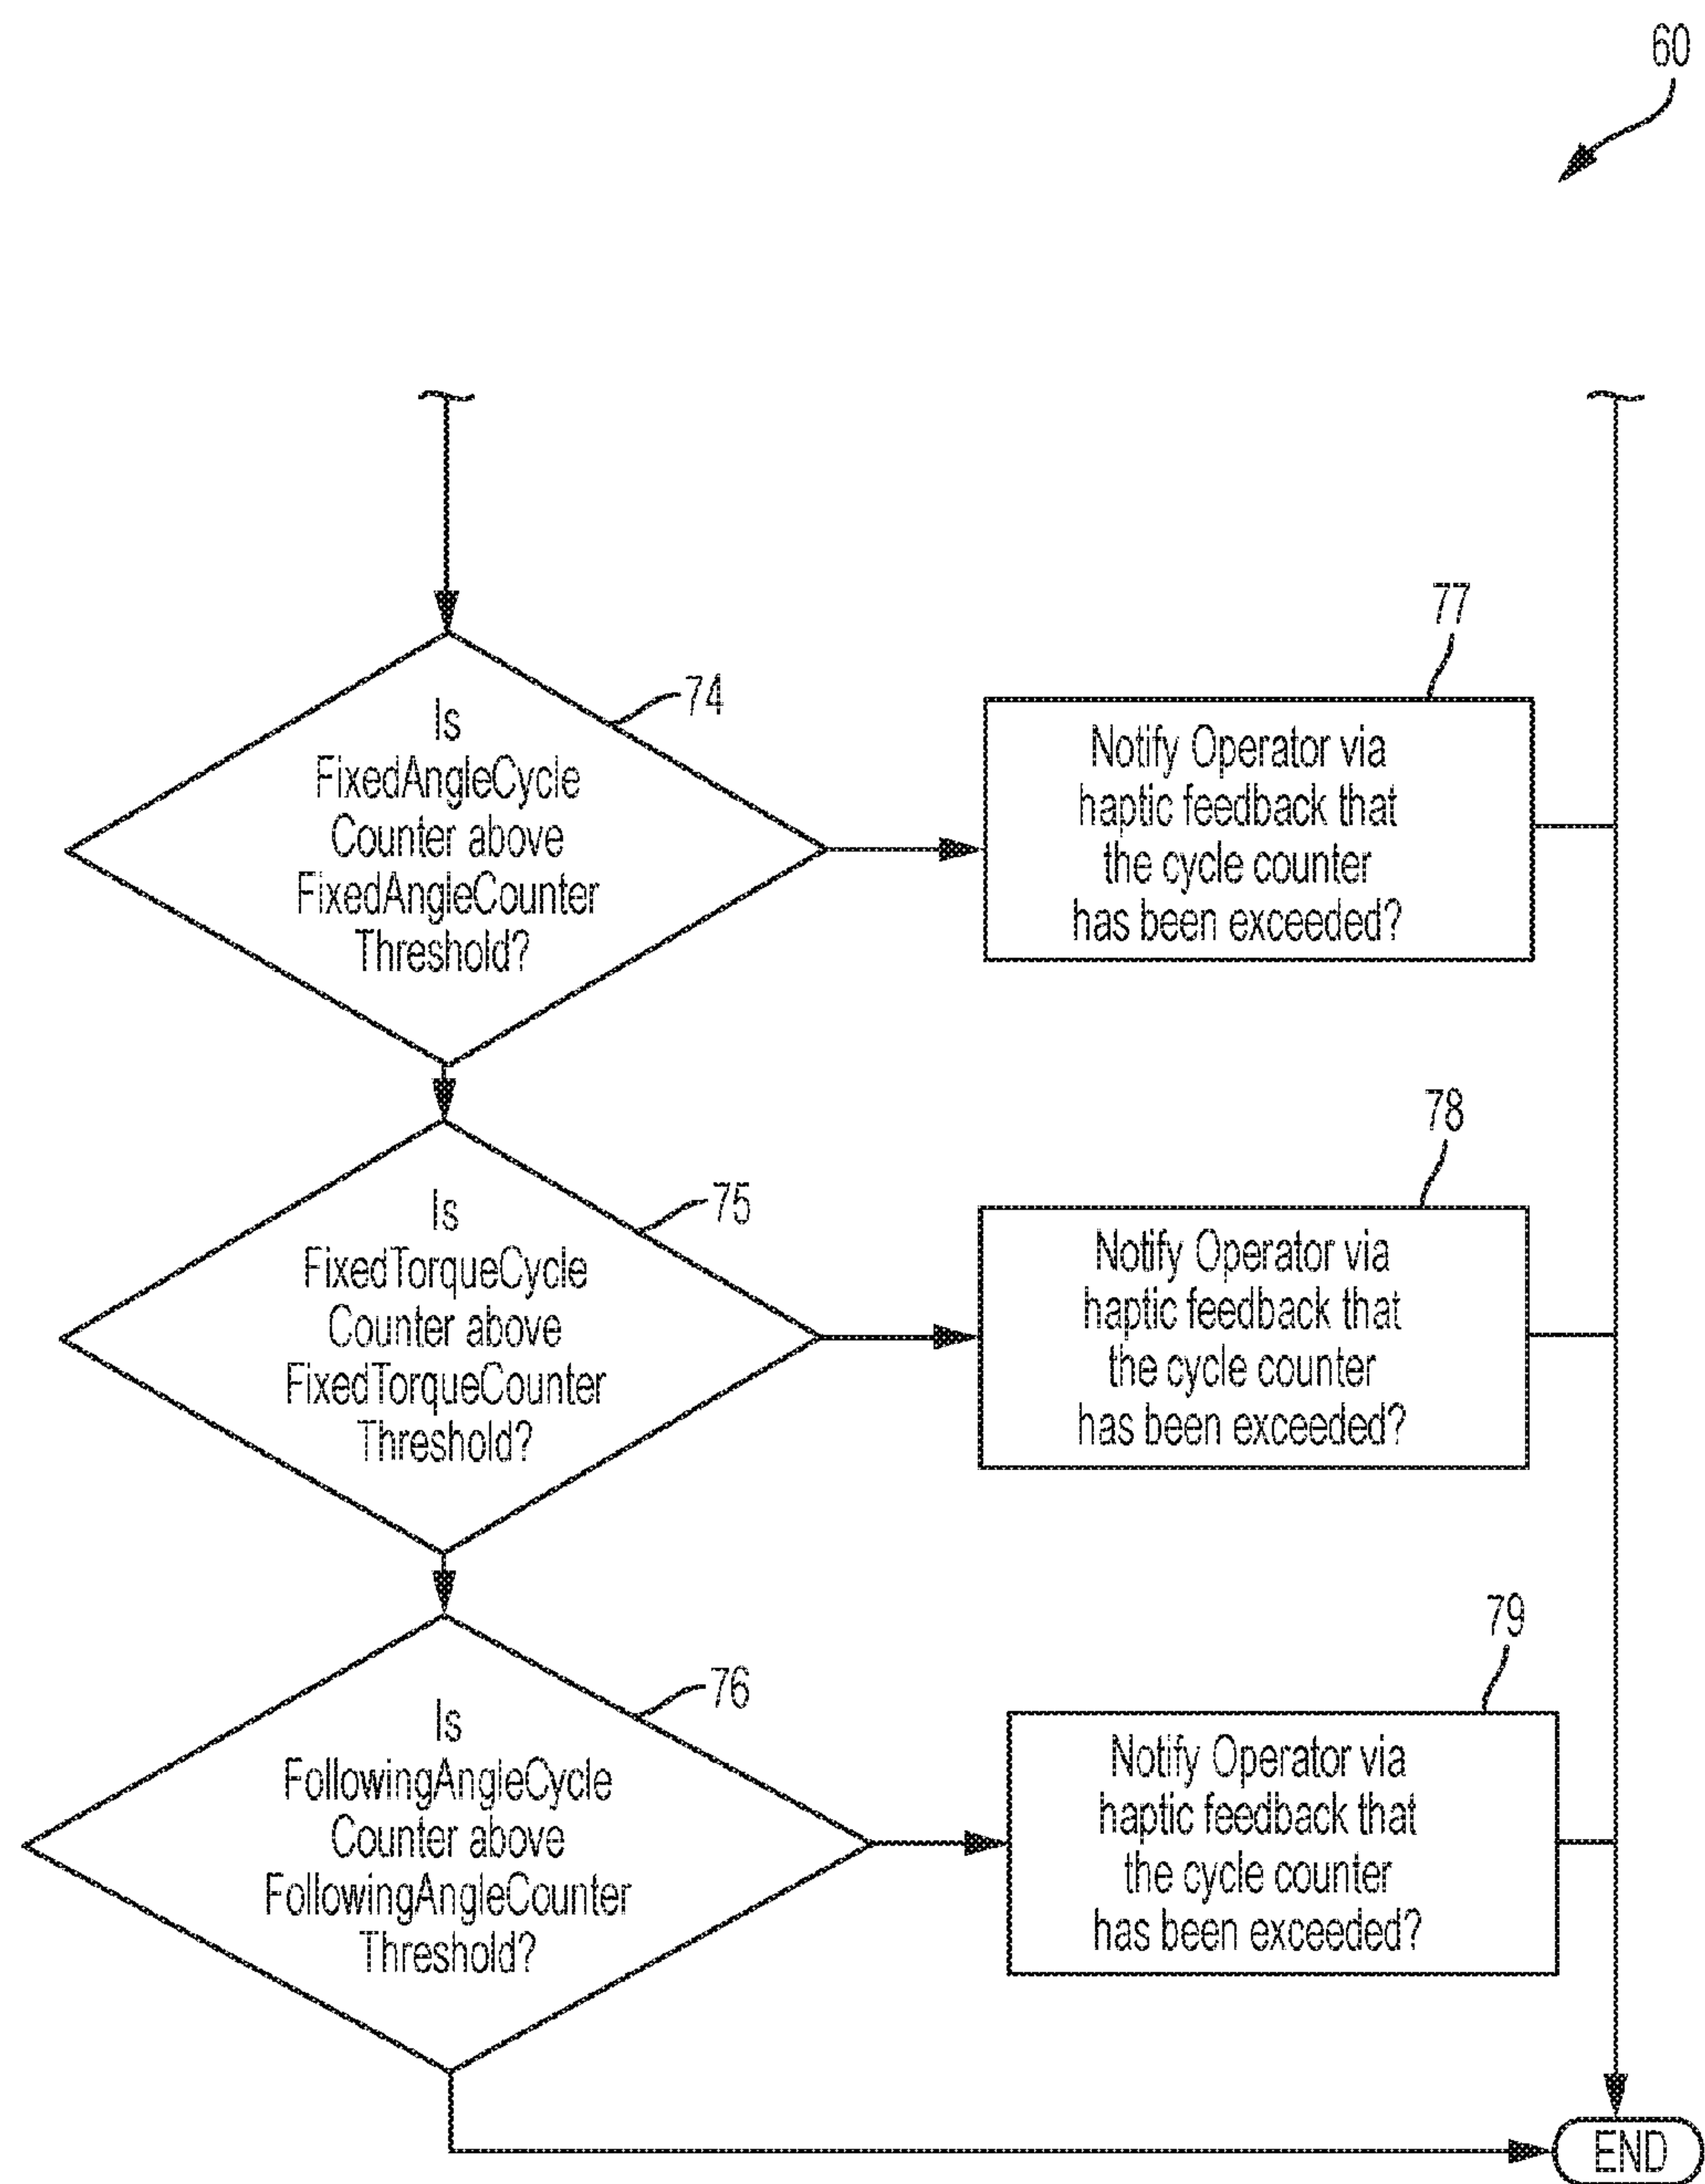 60
77
74
Is
FixedAngleCycle
Counter above
FixedAngleCounter
Threshold?
Notify Operator via
haptic feedback that
the cycle counter
has been exceeded?
78
75
Is
FixedTorqueCycle
Counter above
FixedTorqueCounter
Threshold?
Notify Operator via
haptic feedback that
the cycle counter
has been exceeded?
79
76
Is
FollowingAngleCycle
Counter above
FollowingAngleCounter
Threshold?
Notify Operator via
haptic feedback that
the cycle counter
has been exceeded?
END